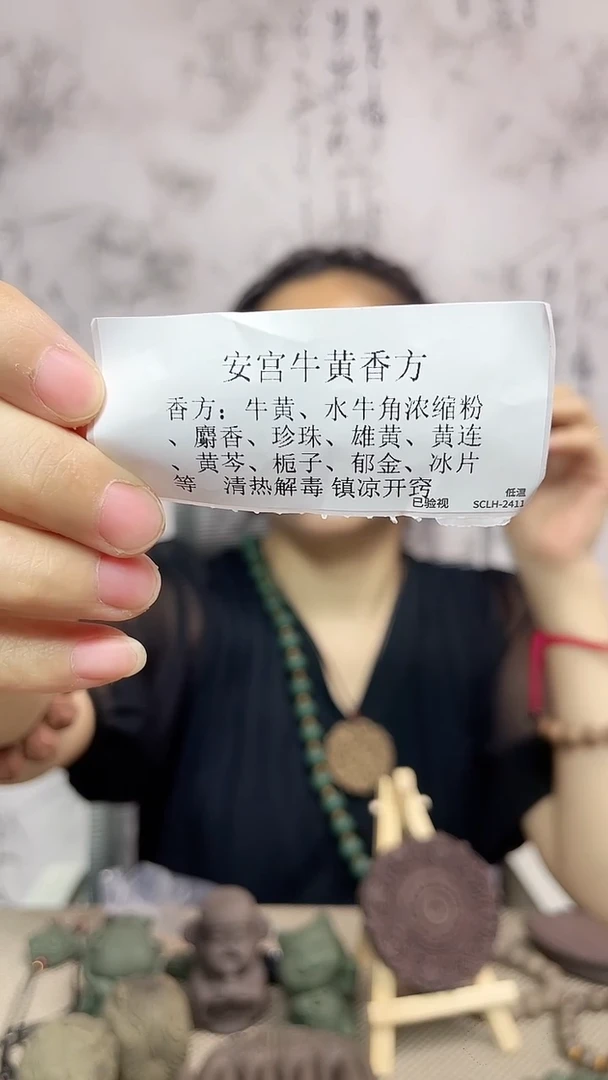 安宫牛黄香方
香方：牛黄、水牛角浓缩粉
、麝香、珍珠、雄黄、黄连
、黄芩、栀子、郁金、冰片
等 清热解毒 镇凉开窍
低温
已验视 SCLH-2411